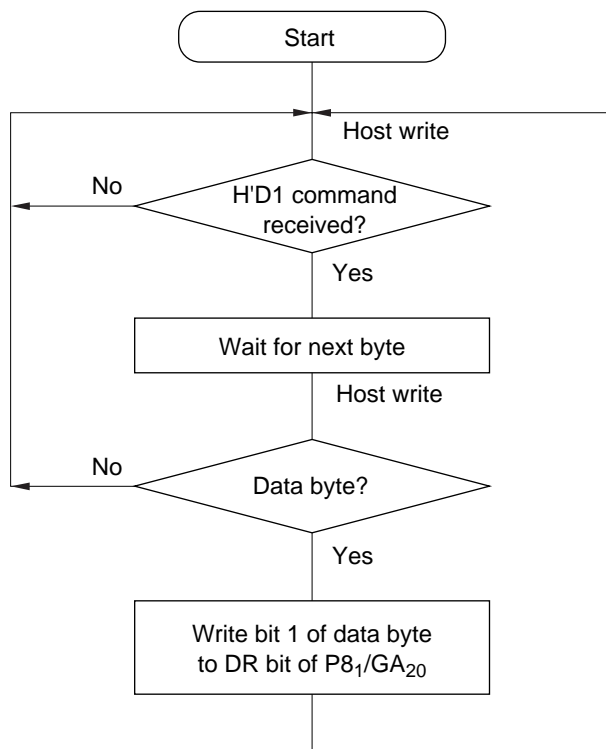 Start
Host write
No
H'D1 command
received?
Yes
Wait for next byte
Host write
No
Data byte?
Yes
Write bit 1 of data byte
to DR bit of P8₁/GA₂₀